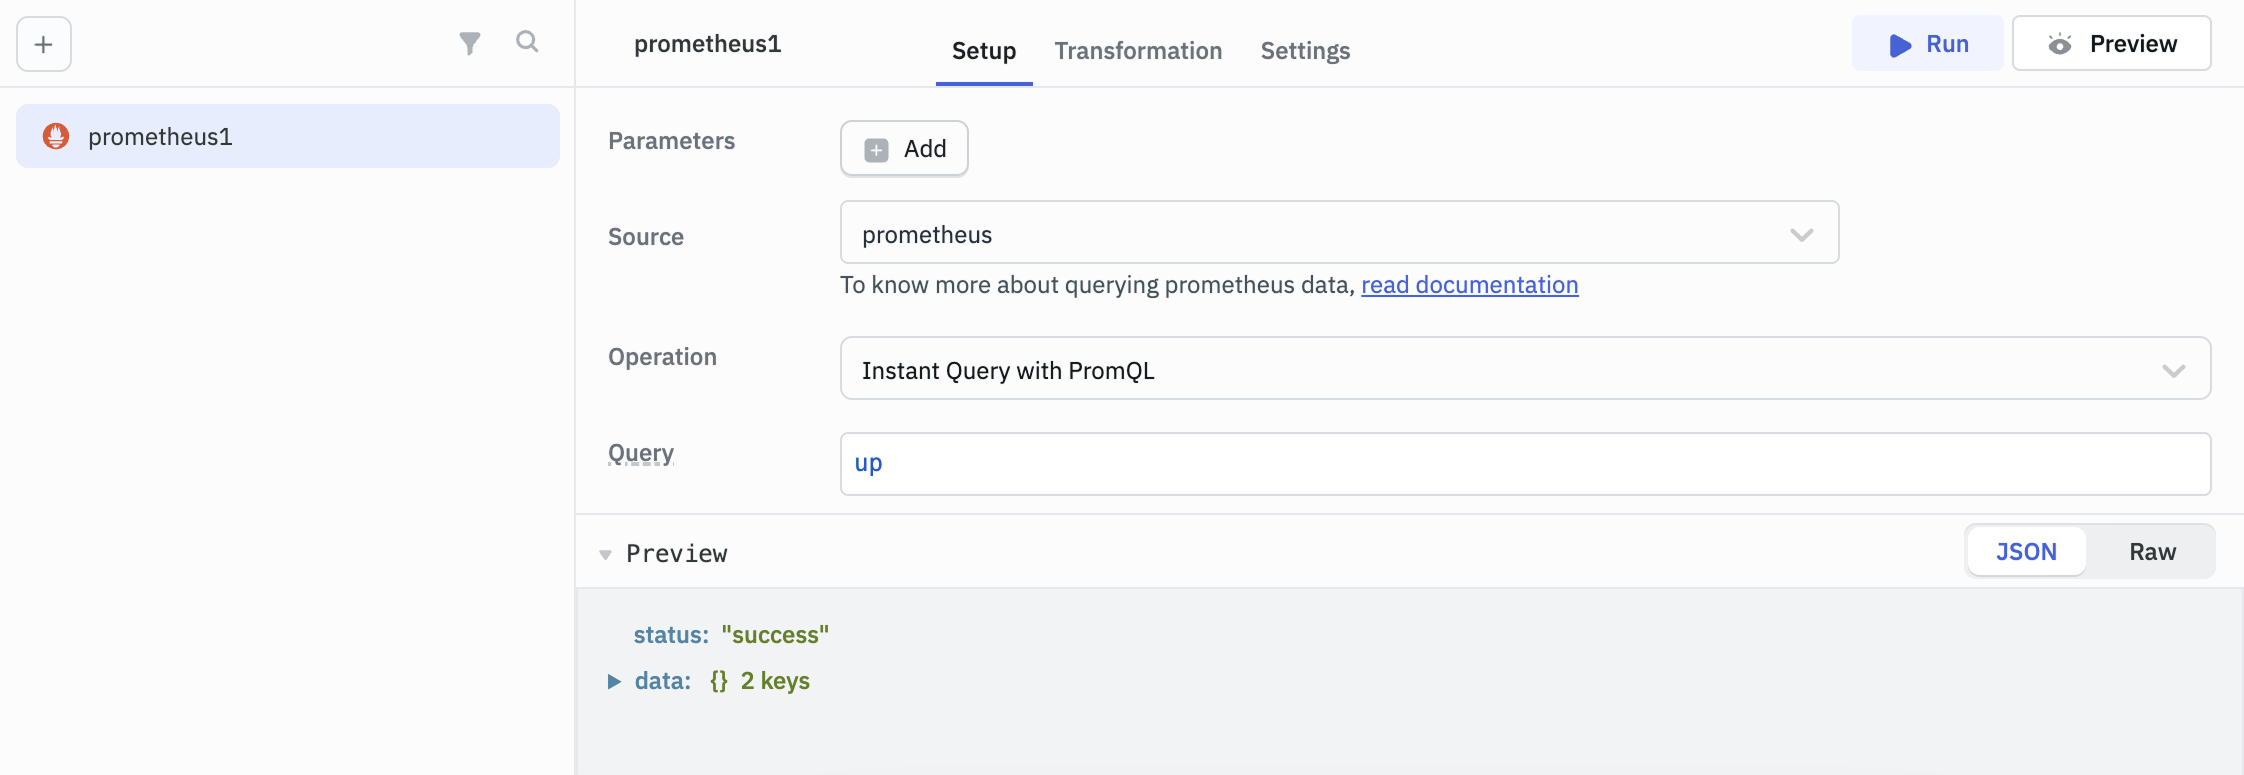 prometheus1
prometheus1
Setup Transformation Settings
Run
Preview
Parameters
Add
Source
prometheus
To know more about querying prometheus data, read documentation
Operation
Instant Query with PromQL
Query
up
Preview
JSON Raw
status: "success"
data: {} 2 keys